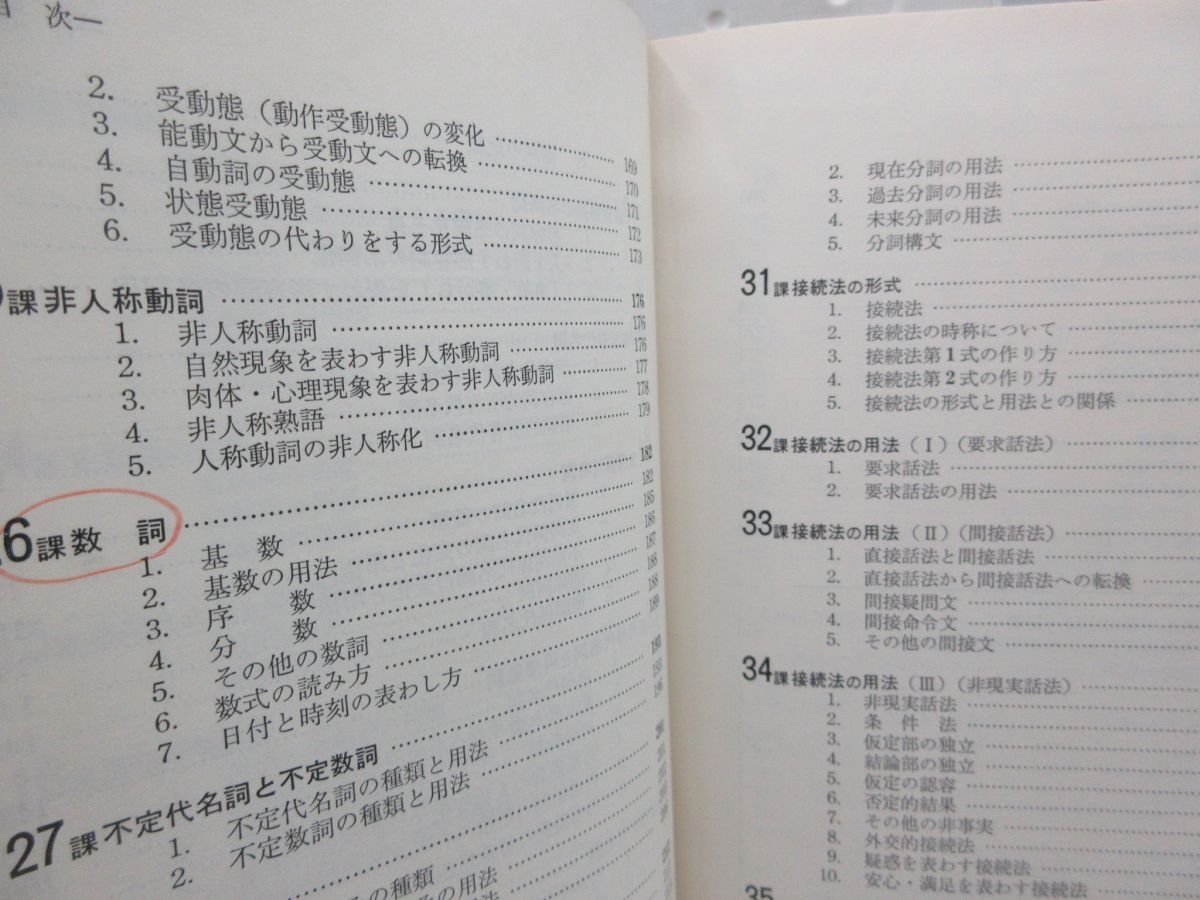 次—
2. 受動態（動作受動態）の変化 169
3. 能動文から受動文への転換 170
4. 自動詞の受動態 171
5. 状態受動態 172
6. 受動態の代わりをする形式 173
課非人称動詞 176
1. 非人称動詞 176
2. 自然現象を表わす非人称動詞 176
3. 肉体・心理現象を表わす非人称動詞 177
4. 非人称熟語 178
5. 人称動詞の非人称化 179
6課数　詞 182
1. 基　数 182
2. 基数の用法 185
3. 序　数 186
4. 分　数 187
5. その他の数詞 188
6. 数式の読み方 188
7. 日付と時刻の表わし方 189
27課不定代名詞と不定数詞 193
1. 不定代名詞の種類と用法 193
2. 不定数詞の種類と用法 196
の種類
の用法
2. 現在分詞の用法
3. 過去分詞の用法
4. 未来分詞の用法
5. 分詞構文
31課接続法の形式
1. 接続法
2. 接続法の時称について
3. 接続法第1式の作り方
4. 接続法第2式の作り方
5. 接続法の形式と用法との関係
32課接続法の用法（Ⅰ）（要求話法）
1. 要求話法
2. 要求話法の用法
33課接続法の用法（Ⅱ）（間接話法）
1. 直接話法と間接話法
2. 直接話法から間接話法への転換
3. 間接疑問文
4. 間接命令文
5. その他の間接文
34課接続法の用法（Ⅲ）（非現実話法）
1. 非現実話法
2. 条　件　法
3. 仮定部の独立
4. 結論部の独立
5. 仮定の認容
6. 否定的結果
7. その他の非事実
8. 外交的接続法
9. 疑惑を表わす接続法
10. 安心・満足を表わす接続法
35